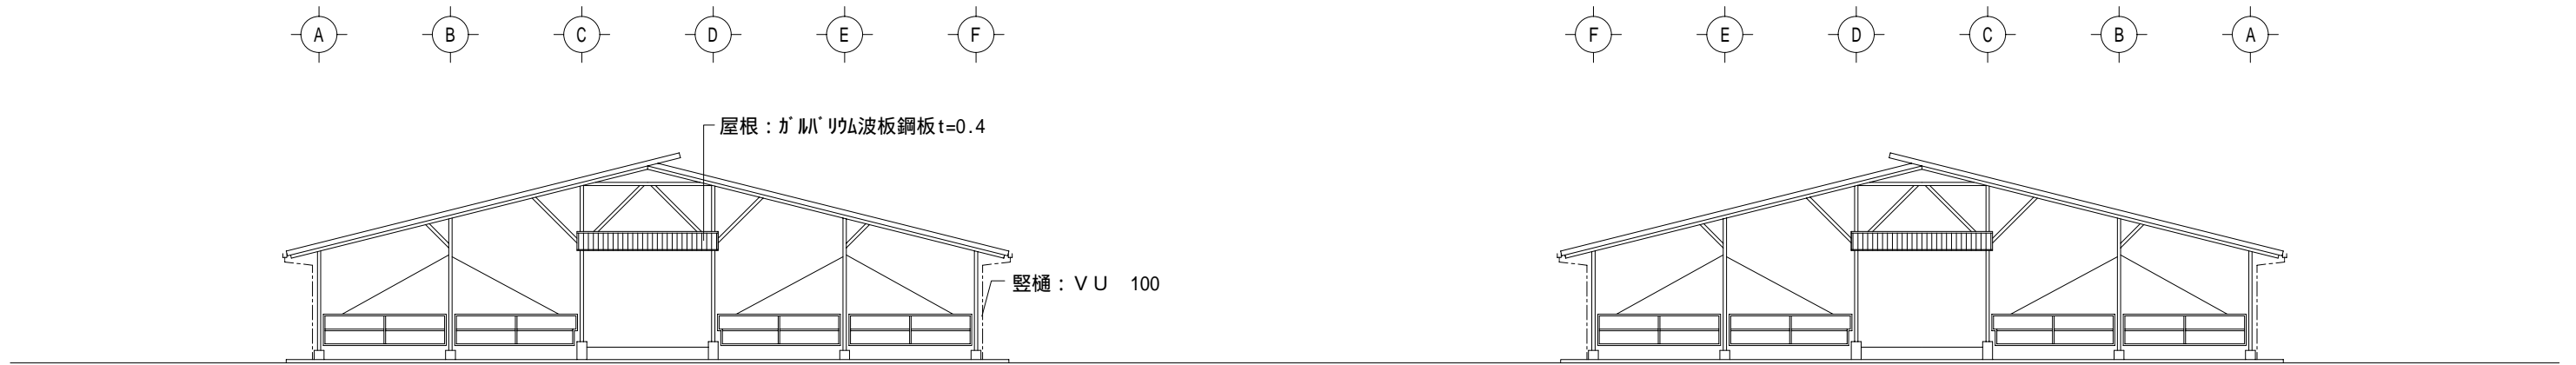 A B C D E F F E D C B A
屋根：ｶﾞﾙﾊﾞﾘｳﾑ波板鋼板t=0.4
竪樋：ＶＵ　100